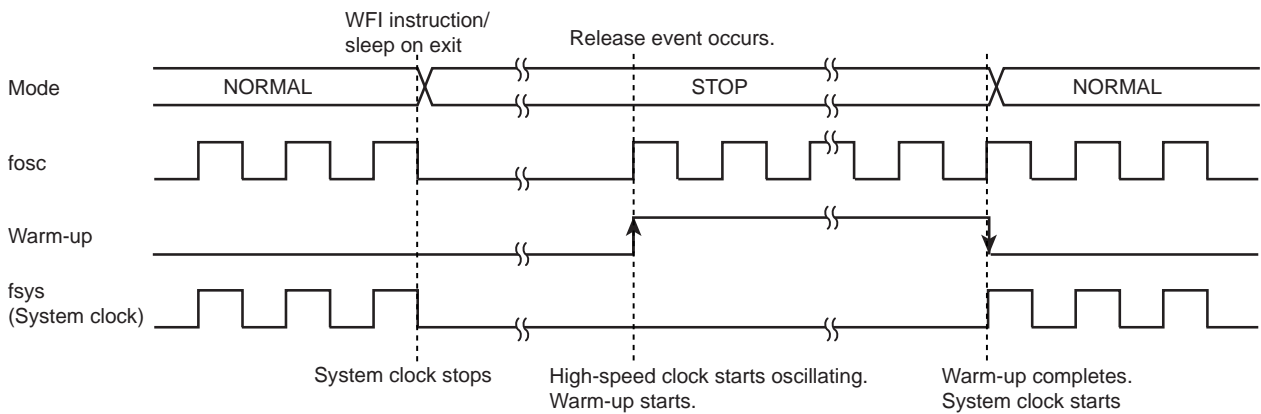 WFI instruction/
sleep on exit
Release event occurs.
Mode
NORMAL
STOP
NORMAL
fosc
Warm-up
fsys
(System clock)
System clock stops
High-speed clock starts oscillating.
Warm-up starts.
Warm-up completes.
System clock starts